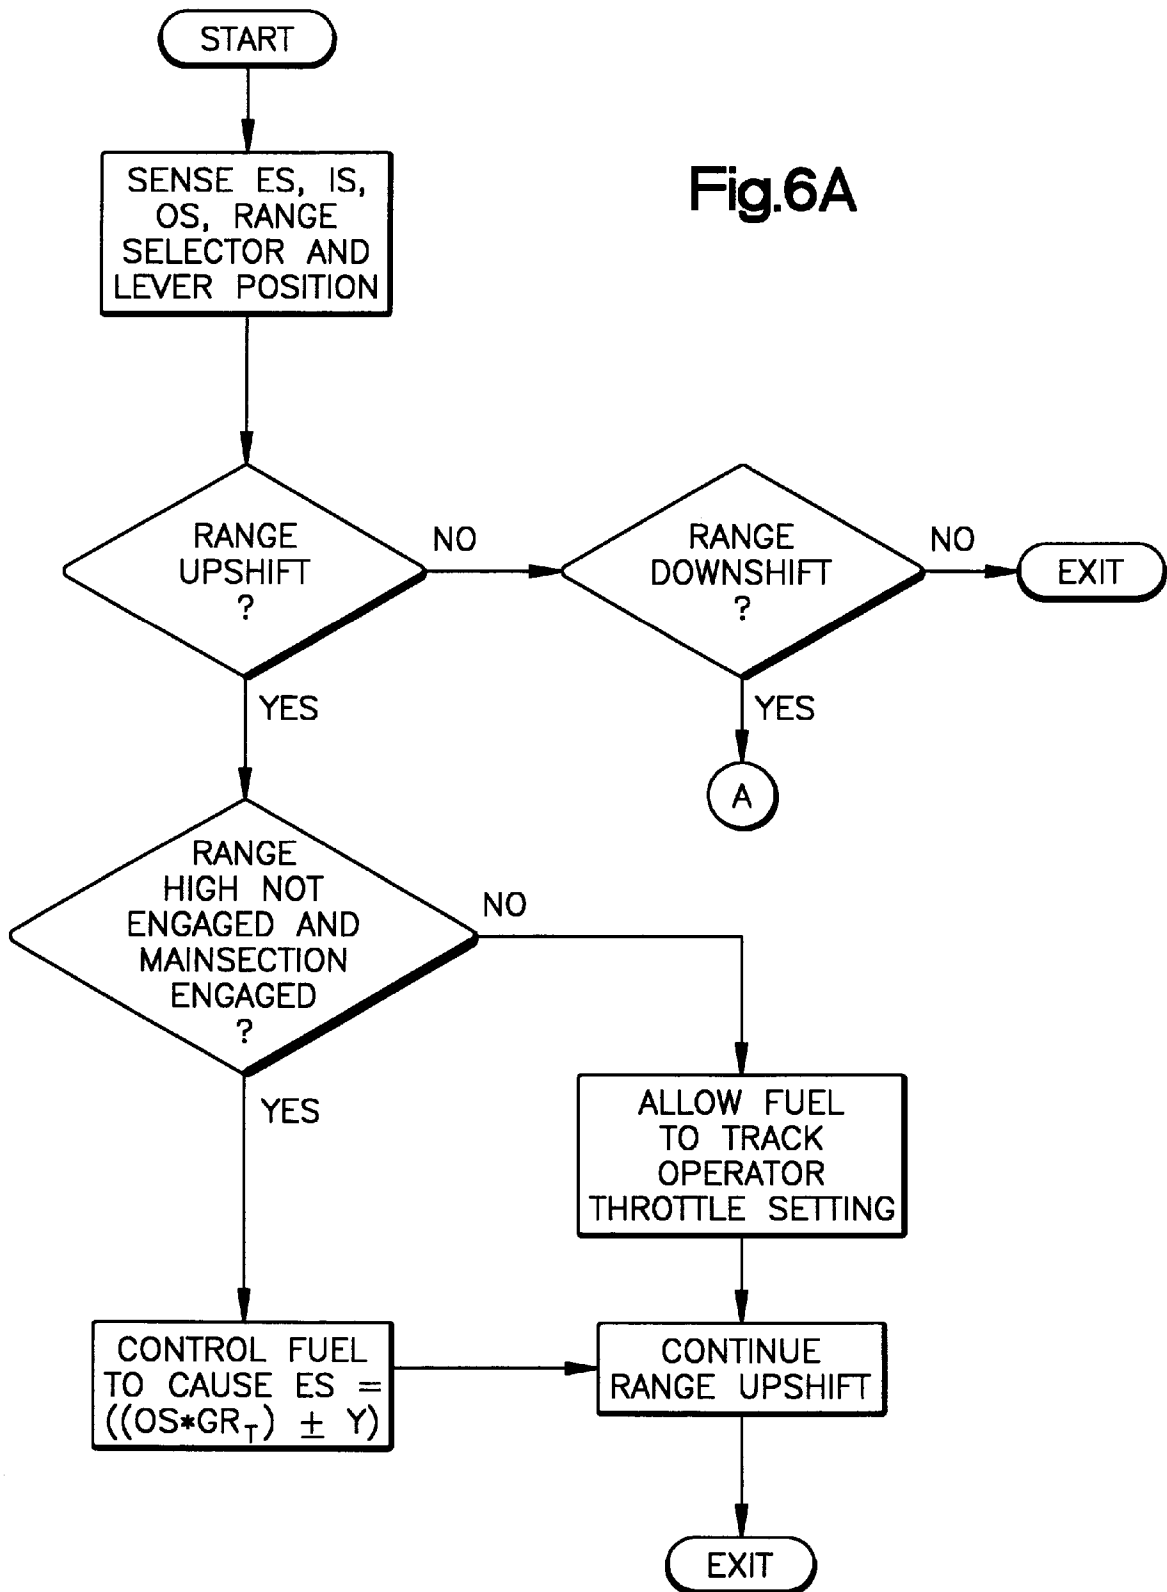 START
SENSE ES, IS,
OS, RANGE
SELECTOR AND
LEVER POSITION
Fig.6A
RANGE
UPSHIFT
?
NO
RANGE
DOWNSHIFT
?
NO
EXIT
YES
YES
A
RANGE
HIGH NOT
ENGAGED AND
MAINSECTION
ENGAGED
?
NO
YES
ALLOW FUEL
TO TRACK
OPERATOR
THROTTLE SETTING
CONTROL FUEL
TO CAUSE ES =
((OS*GR_T) ± Y)
CONTINUE
RANGE UPSHIFT
EXIT